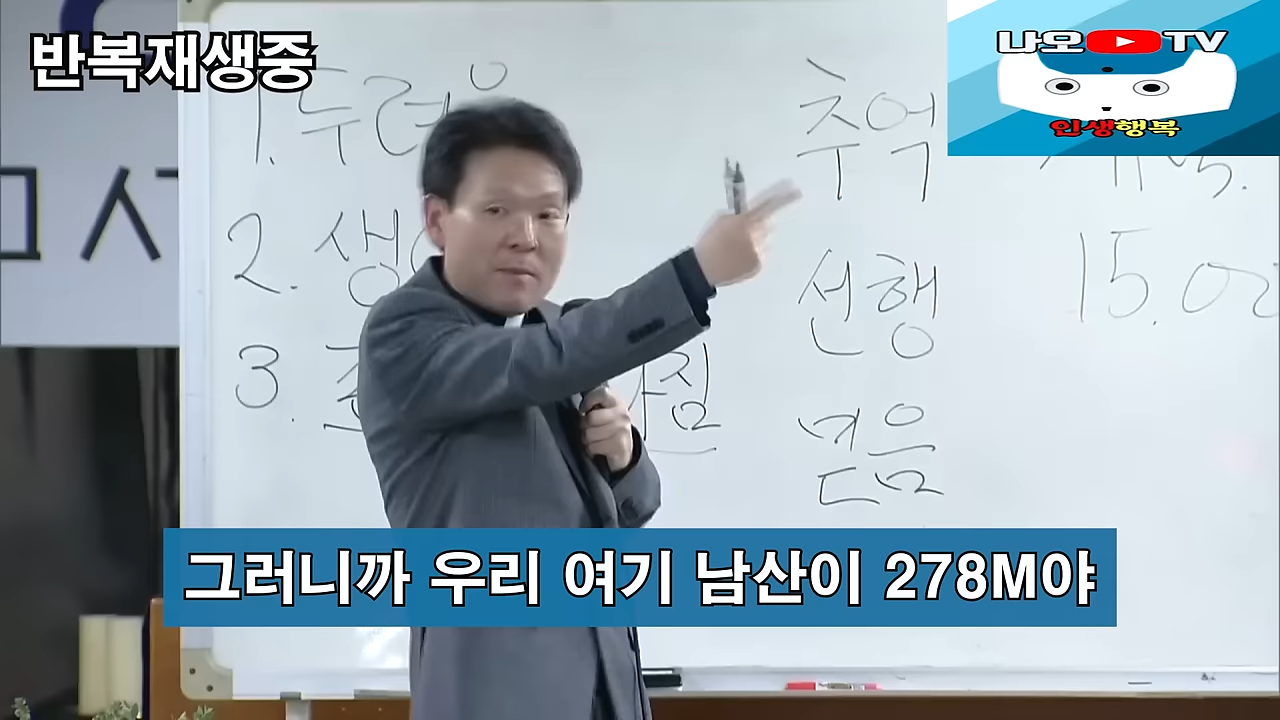 반복재생중
나오 TV
인생행복
1. 두려움
추억
2. 생
선행
15.02
3.
믿음
그러니까 우리 여기 남산이 278M야